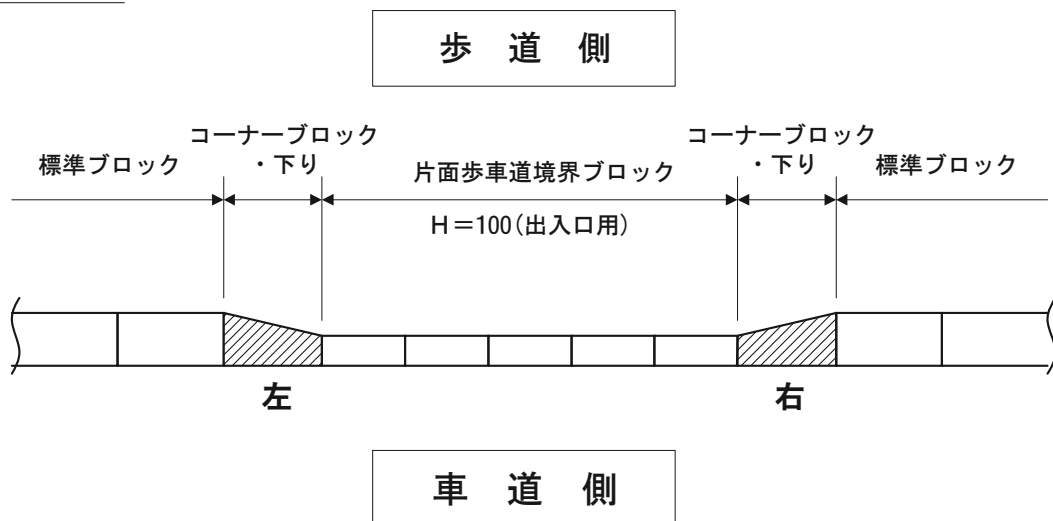 歩道側
コーナーブロック
・下り
コーナーブロック
・下り
標準ブロック
片面歩車道境界ブロック
標準ブロック
H=100(出入口用)
左
右
車道側